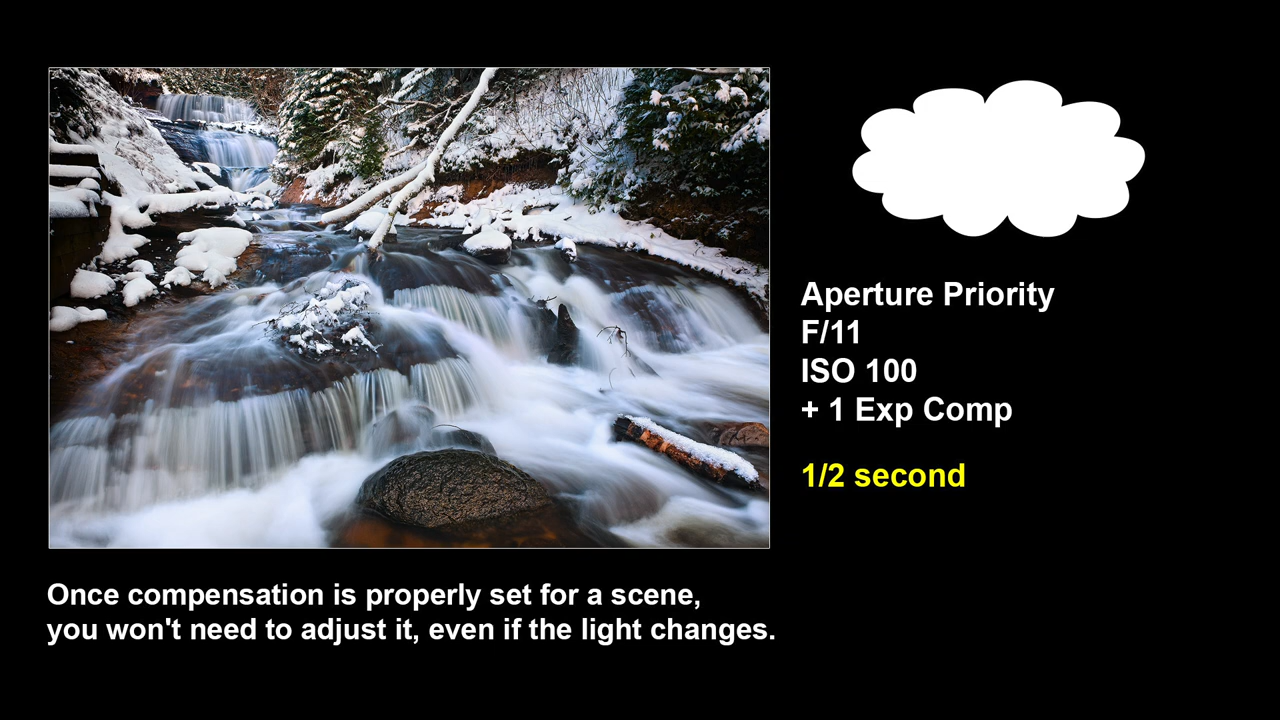 Aperture Priority
F/11
ISO 100
+ 1 Exp Comp
1/2 second
Once compensation is properly set for a scene,
you won't need to adjust it, even if the light changes.